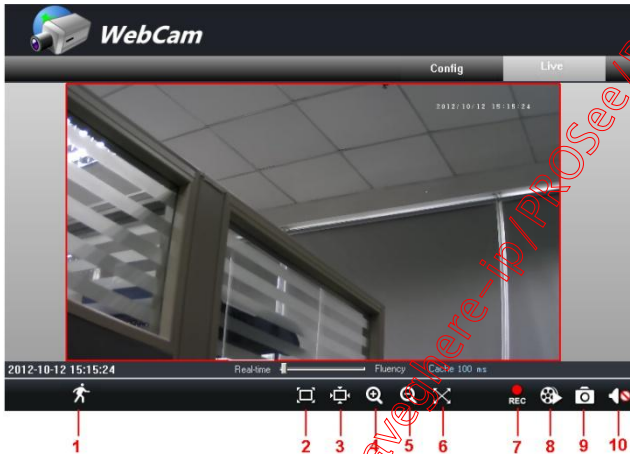 WebCam
Config Live
2012/10/12 15:15:24
2012-10-12 15:15:24 Real-time Fluency Cache 100 ms
REC
1 2 3 4 5 6 7 8 9 10